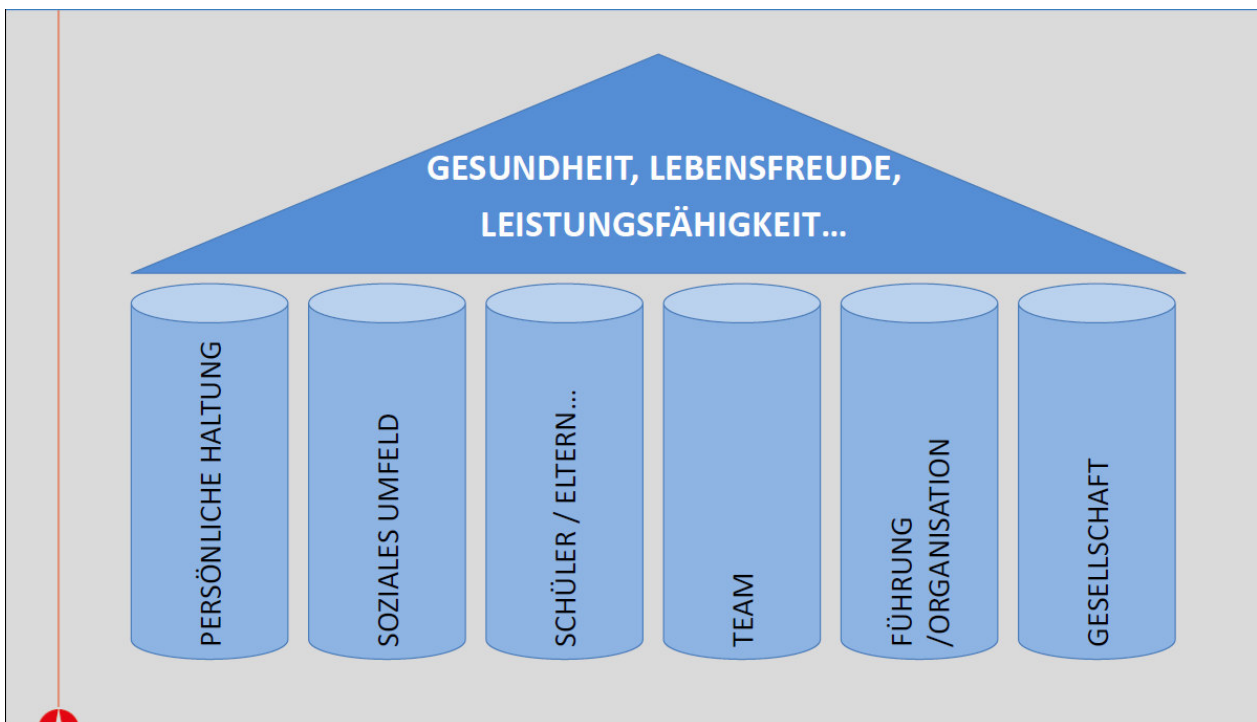 GESUNDHEIT, LEBENSFREUDE,
LEISTUNGSFÄHIGKEIT...
PERSÖNLICHE HALTUNG
SOZIALES UMFELD
SCHÜLER / ELTERN...
TEAM
FÜHRUNG
/ORGANISATION
GESELLSCHAFT